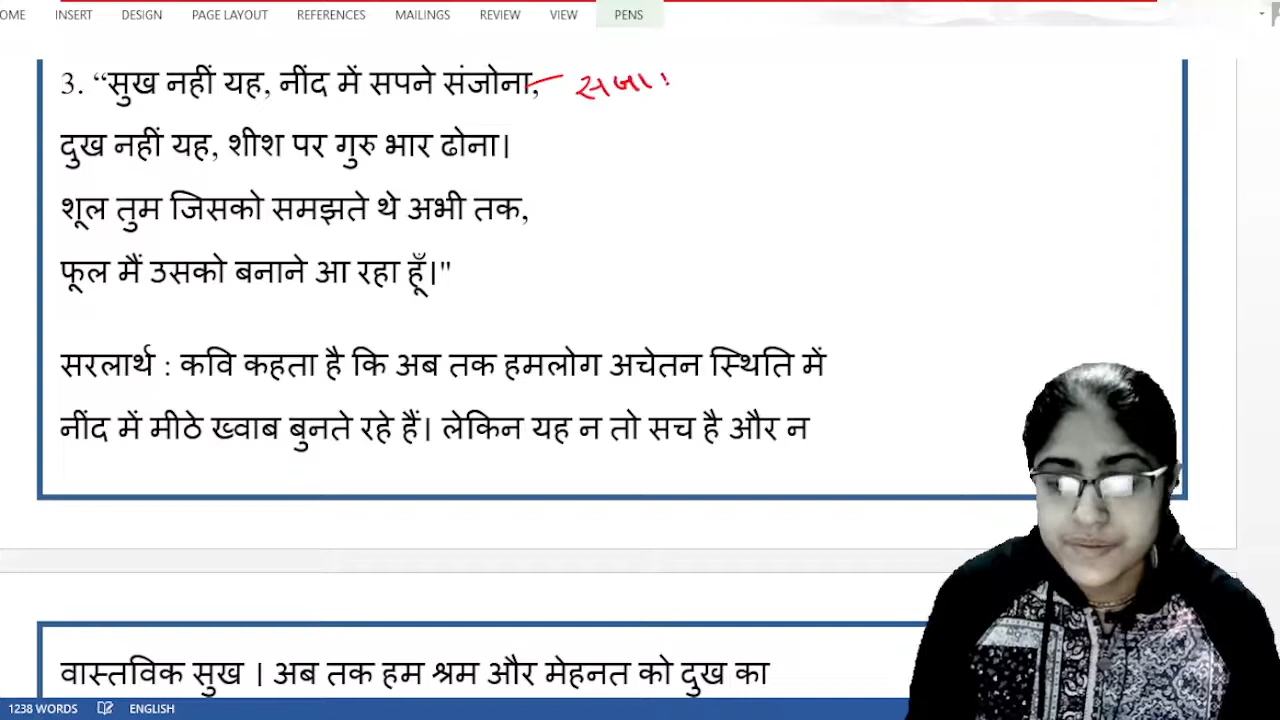 OME INSERT DESIGN PAGE LAYOUT REFERENCES MAILINGS REVIEW VIEW PENS
3. “सुख नहीं यह, नींद में सपने संजोना, सजा
दुख नहीं यह, शीश पर गुरु भार ढोना।
शूल तुम जिसको समझते थे अभी तक,
फूल मैं उसको बनाने आ रहा हूँ।"
सरलार्थ : कवि कहता है कि अब तक हमलोग अचेतन स्थिति में
नींद में मीठे ख्वाब बुनते रहे हैं। लेकिन यह न तो सच है और न
वास्तविक सुख । अब तक हम श्रम और मेहनत को दुख का
1238 WORDS ENGLISH